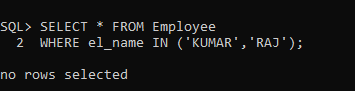 SQL> SELECT * FROM Employee
2 WHERE el_name IN ('KUMAR','RAJ');
no rows selected